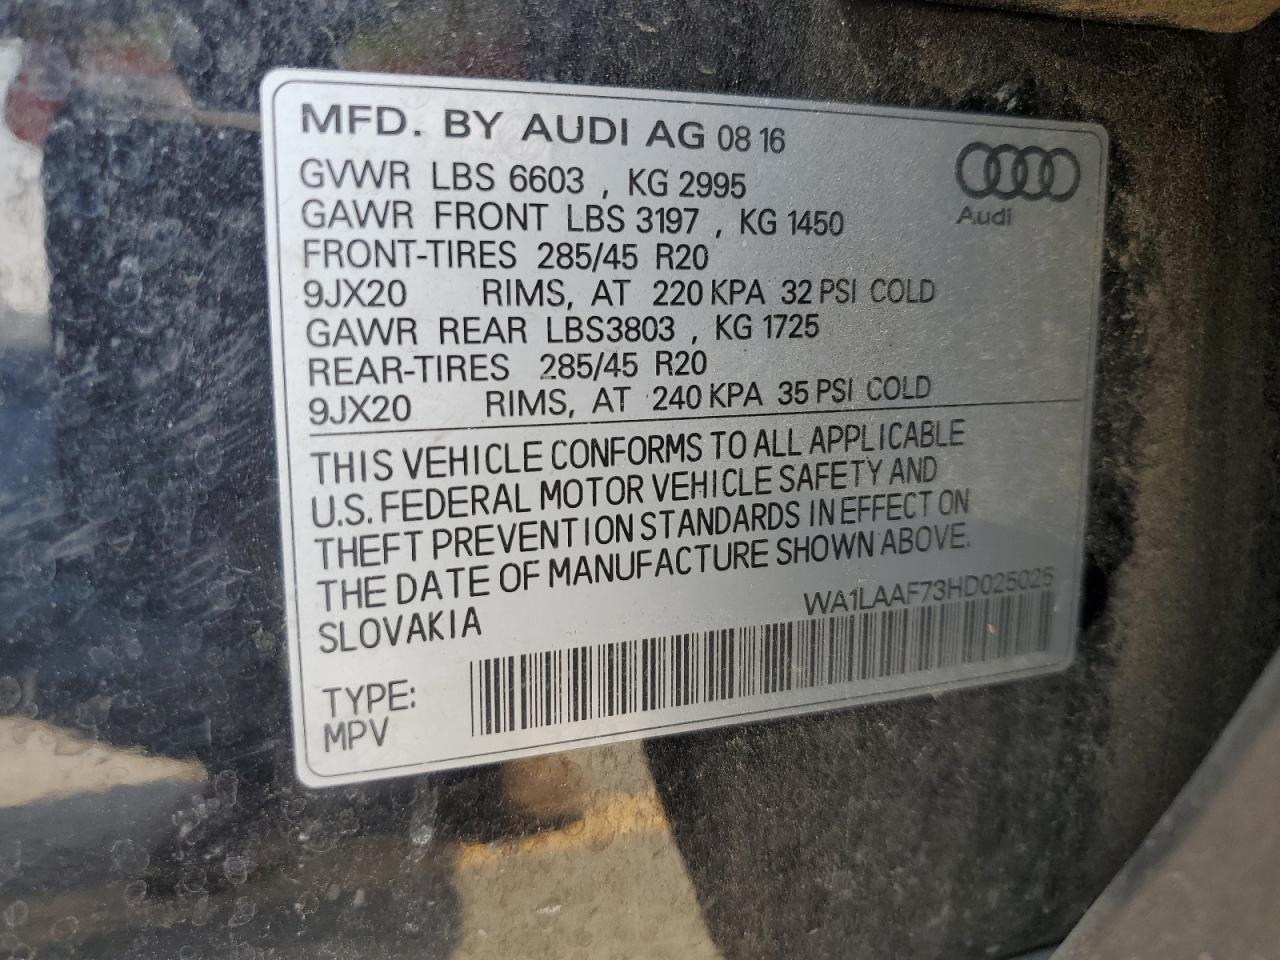 MFD. BY AUDI AG 08 16
GVWR LBS 6603 , KG 2995
GAWR FRONT LBS 3197 , KG 1450
FRONT-TIRES 285/45 R20
9JX20 RIMS, AT 220 KPA 32 PSI COLD
GAWR REAR LBS3803 , KG 1725
REAR-TIRES 285/45 R20
9JX20 RIMS, AT 240 KPA 35 PSI COLD
Audi
THIS VEHICLE CONFORMS TO ALL APPLICABLE
U.S. FEDERAL MOTOR VEHICLE SAFETY AND
THEFT PREVENTION STANDARDS IN EFFECT ON
THE DATE OF MANUFACTURE SHOWN ABOVE.
SLOVAKIA
WA1LAAF73HD025025
TYPE:
MPV